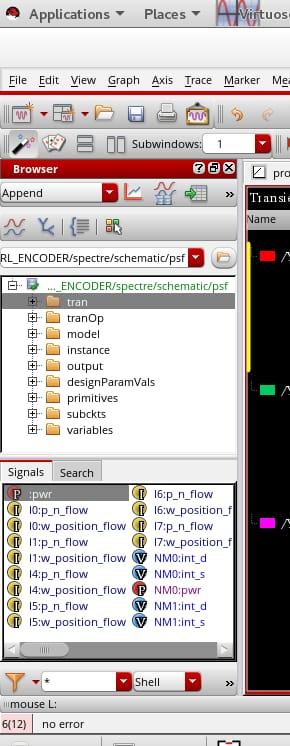 Applications Places Virtuoso
File Edit View Graph Axis Trace Marker Mea
Subwindows: 1
Browser
Append
pro
Transie
Name
RL_ENCODER/spectre/schematic/psf
..._ENCODER/spectre/schematic/psf
tran
tranOp
model
instance
output
designParamVals
primitives
subckts
variables
Signals Search
:pwr I6:p_n_flow
I0:p_n_flow I6:w_position_f
I0:w_position_flow I7:p_n_flow
I1:p_n_flow I7:w_position_f
I1:w_position_flow NM0:int_d
I4:p_n_flow NM0:int_s
I4:w_position_flow NM0:pwr
I5:p_n_flow NM1:int_d
I5:w_position_flow NM1:int_s
* Shell
mouse L:
6(12) no error